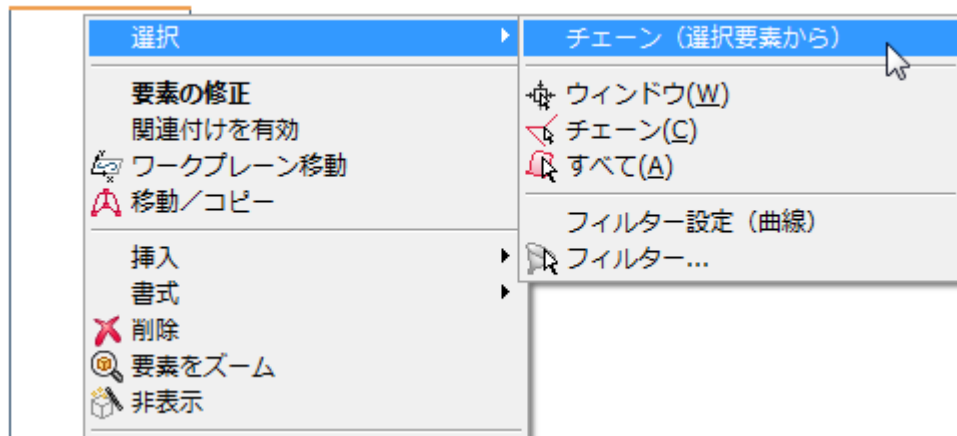 選択
要素の修正
関連付けを有効
ワークプレーン移動
移動／コピー
挿入
書式
削除
要素をズーム
非表示
チェーン（選択要素から）
ウィンドウ(W)
チェーン(C)
すべて(A)
フィルター設定（曲線）
フィルター...